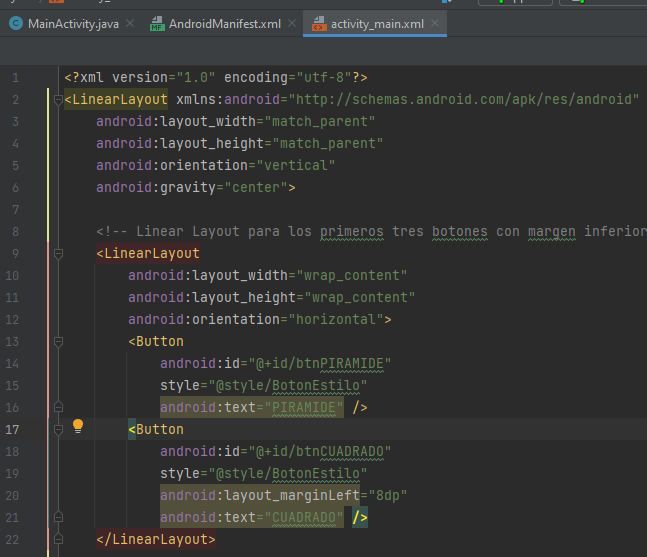 MainActivity.java AndroidManifest.xml activity_main.xml
1 <?xml version="1.0" encoding="utf-8"?>
2 <LinearLayout xmlns:android="http://schemas.android.com/apk/res/android"
3 android:layout_width="match_parent"
4 android:layout_height="match_parent"
5 android:orientation="vertical"
6 android:gravity="center">
7
8 <!-- Linear Layout para los primeros tres botones con margen inferior
9 <LinearLayout
10 android:layout_width="wrap_content"
11 android:layout_height="wrap_content"
12 android:orientation="horizontal">
13 <Button
14 android:id="@+id/btnPIRAMIDE"
15 style="@style/BotonEstilo"
16 android:text="PIRAMIDE" />
17 <Button
18 android:id="@+id/btnCUADRADO"
19 style="@style/BotonEstilo"
20 android:layout_marginLeft="8dp"
21 android:text="CUADRADO" />
22 </LinearLayout>